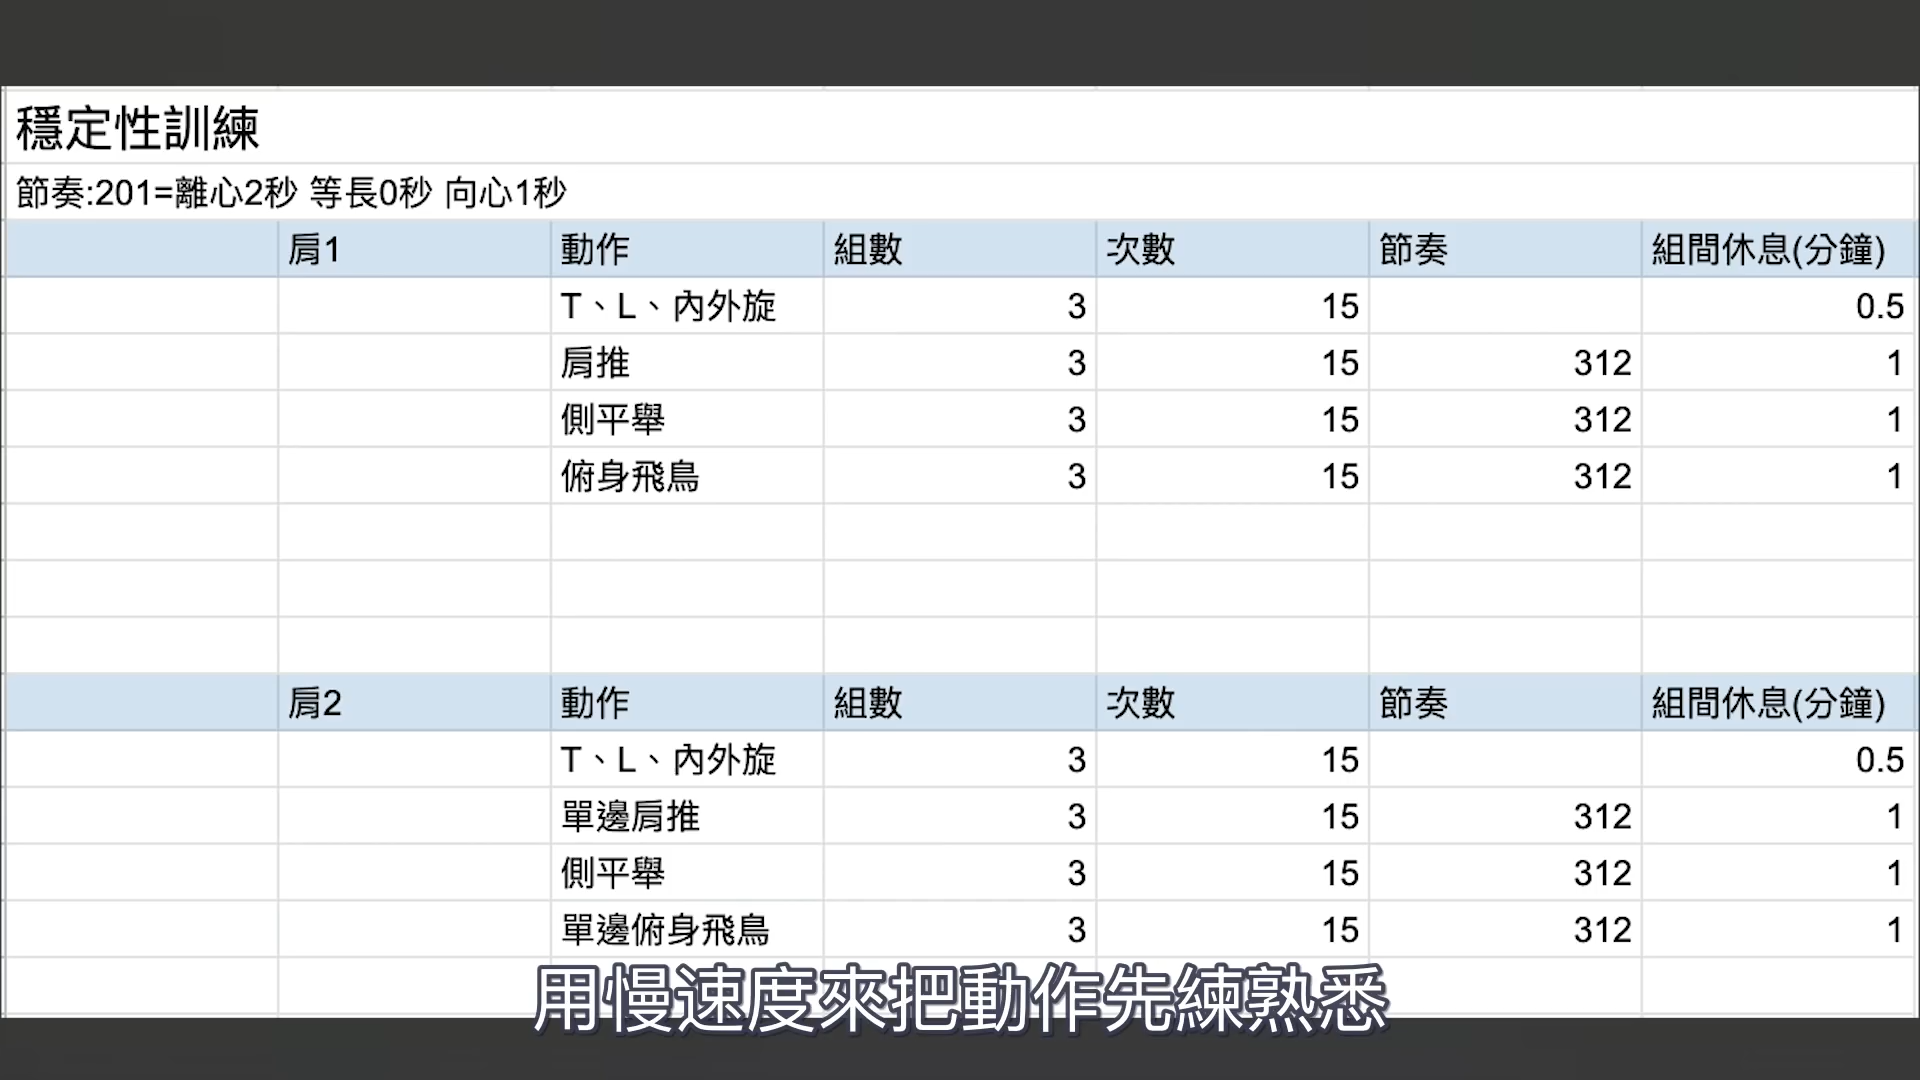 穩定性訓練
節奏:201=離心2秒 等長0秒 向心1秒
肩1 動作 組數 次數 節奏 組間休息(分鐘)
T、L、內外旋 3 15 0.5
肩推 3 15 312 1
側平舉 3 15 312 1
俯身飛鳥 3 15 312 1
肩2 動作 組數 次數 節奏 組間休息(分鐘)
T、L、內外旋 3 15 0.5
單邊肩推 3 15 312 1
側平舉 3 15 312 1
單邊俯身飛鳥 3 15 312 1
用慢速度來把動作先練熟悉